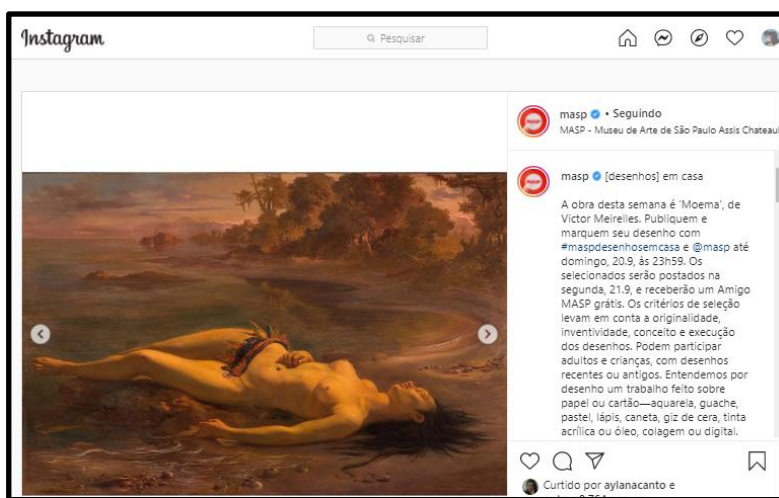 Instagram
Pesquisar
masp • Seguindo
MASP - Museu de Arte de São Paulo Assis Chateau
masp [desenhos] em casa
A obra desta semana é 'Moema', de
Victor Meirelles. Publiquem e
marquem seu desenho com
#maspdesenhosemcasa e @masp até
domingo, 20.9, às 23h59. Os
selecionados serão postados na
segunda, 21.9, e receberão um Amigo
MASP grátis. Os critérios de seleção
levam em conta a originalidade,
inventividade, conceito e execução
dos desenhos. Podem participar
adultos e crianças, com desenhos
recentes ou antigos. Entendemos por
desenho um trabalho feito sobre
papel ou cartão—aquarela, guache,
pastel, lápis, caneta, giz de cera, tinta
acrílica ou óleo, colagem ou digital.
Curtido por aylanacanto e